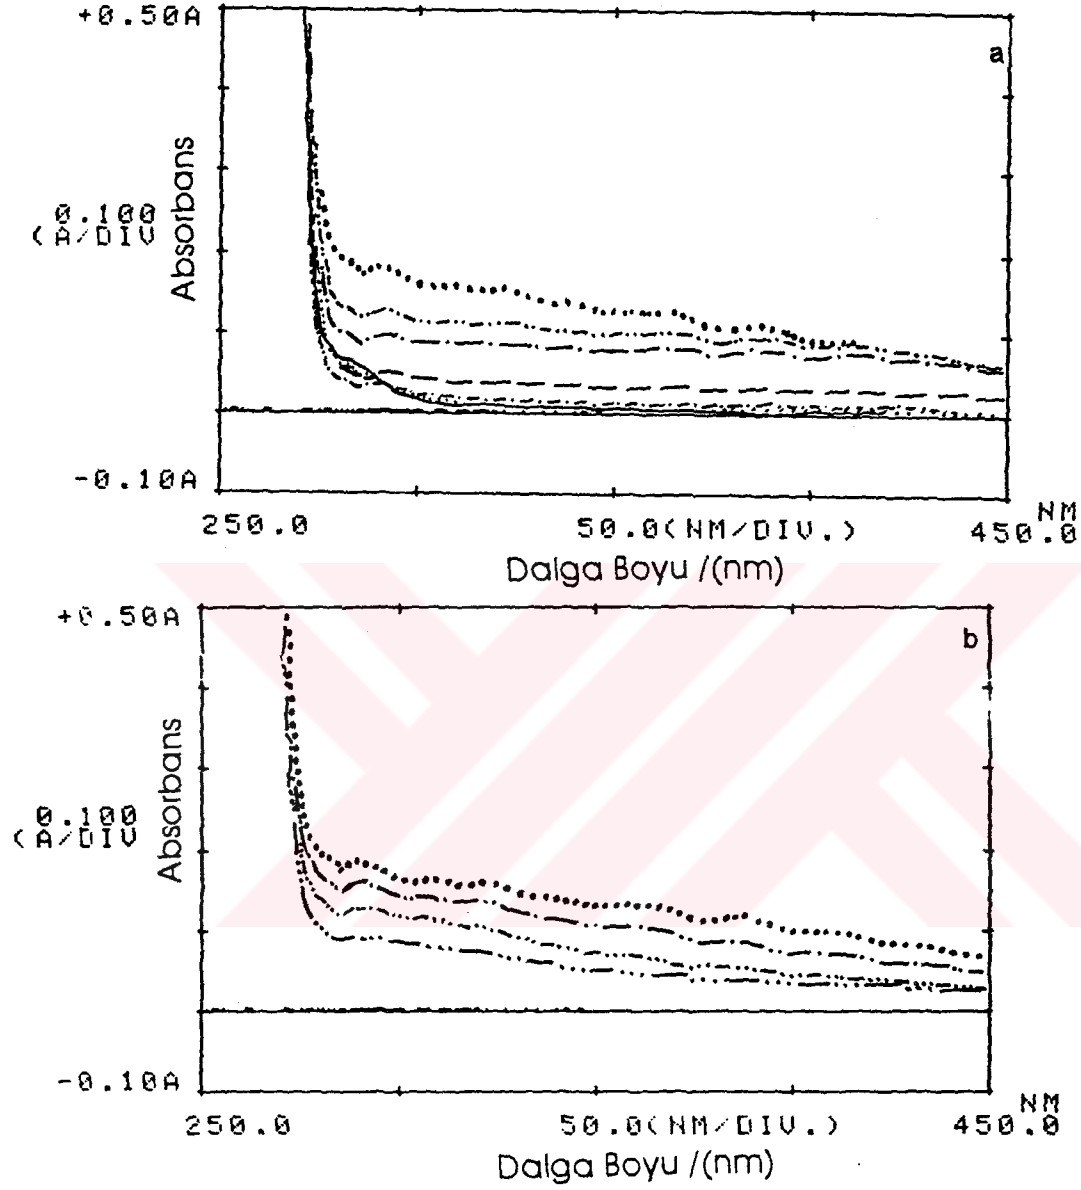 +0.50A
a
Absorbans
0.100
(A/DIV
-0.10A
250.0
50.0(NM/DIV.)
NM
450.0
Dalga Boyu /(nm)
+0.50A
b
Absorbans
0.100
(A/DIV
-0.10A
250.0
50.0(NM/DIV.)
NM
450.0
Dalga Boyu /(nm)